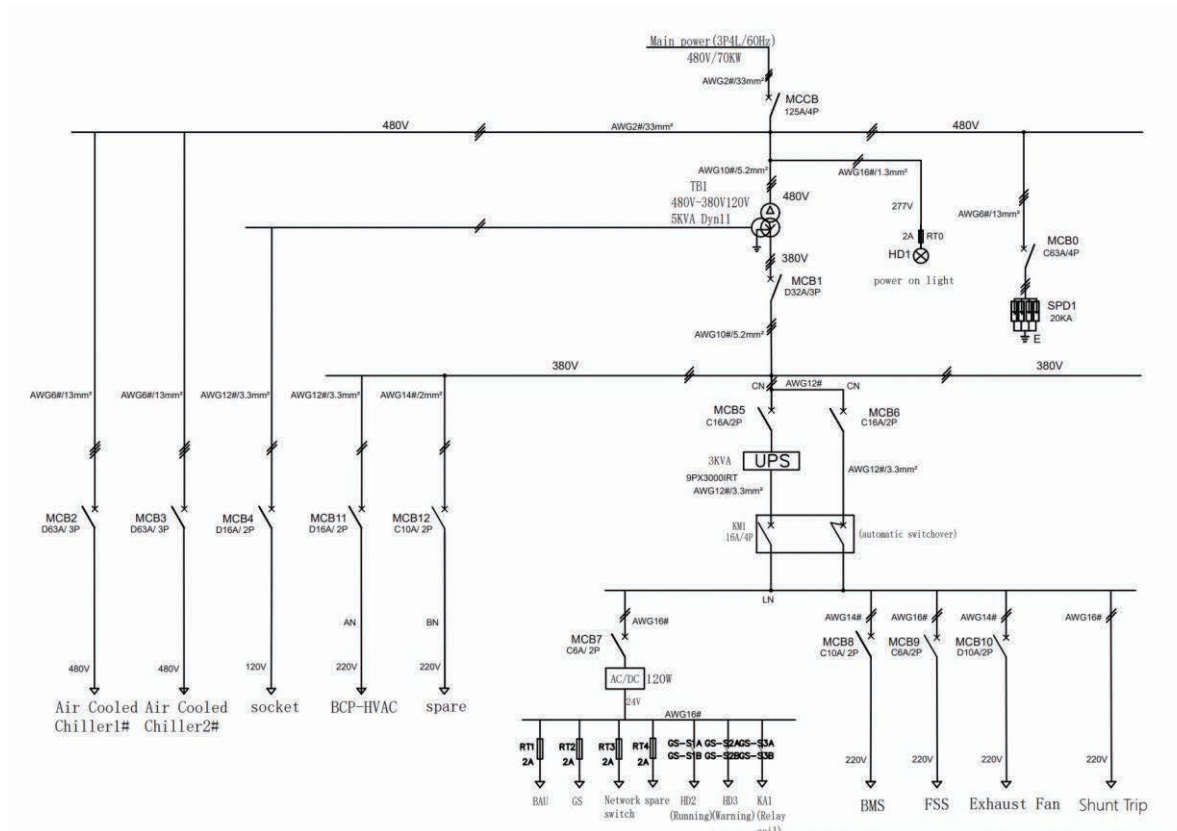 Main power(3P4L/60Hz)
480V/70KW
AWG2#/33mm²
MCCB
125A/4P
480V
AWG2#/33mm²
480V
AWG10#/5.2mm²
AWG16#/1.3mm²
TB1
480V-380V120V
5KVA Dyn11
480V
277V
AWG6#/13mm²
2A
RT0
HD1
power on light
MCB0
C63A/4P
380V
MCB1
D32A/3P
SPD1
20KA
E
AWG10#/5.2mm²
380V
380V
AWG6#/13mm²
AWG6#/13mm²
AWG12#/3.3mm²
AWG12#/3.3mm²
AWG14#/2mm²
CN
AWG12#
CN
MCB5
C16A/2P
MCB6
C16A/2P
3KVA
UPS
9PX3000IRT
AWG12#/3.3mm²
AWG12#/3.3mm²
MCB2
D63A/ 3P
MCB3
D63A/ 3P
MCB4
D16A/ 2P
MCB11
D16A/ 2P
MCB12
C10A/ 2P
KM1
16A/4P
(automatic switchover)
LN
AN
BN
AWG16#
AWG14#
AWG16#
AWG14#
AWG16#
MCB7
C6A/ 2P
MCB8
C10A/ 2P
MCB9
C6A/2P
MCB10
D10A/2P
480V
480V
120V
220V
220V
AC/DC
120W
24V
Air Cooled
Chiller1#
Air Cooled
Chiller2#
socket
BCP-HVAC
spare
AWG16#
RT1
2A
RT2
2A
RT3
2A
RT4
2A
GS-S1A
GS-S1B
GS-S2A
GS-S2B
GS-S3A
GS-S3B
220V
220V
220V
220V
BAU
GS
Network
switch
spare
HD2
(Running)
HD3
(Warning)
KA1
(Relay
coil)
BMS
FSS
Exhaust Fan
Shunt Trip